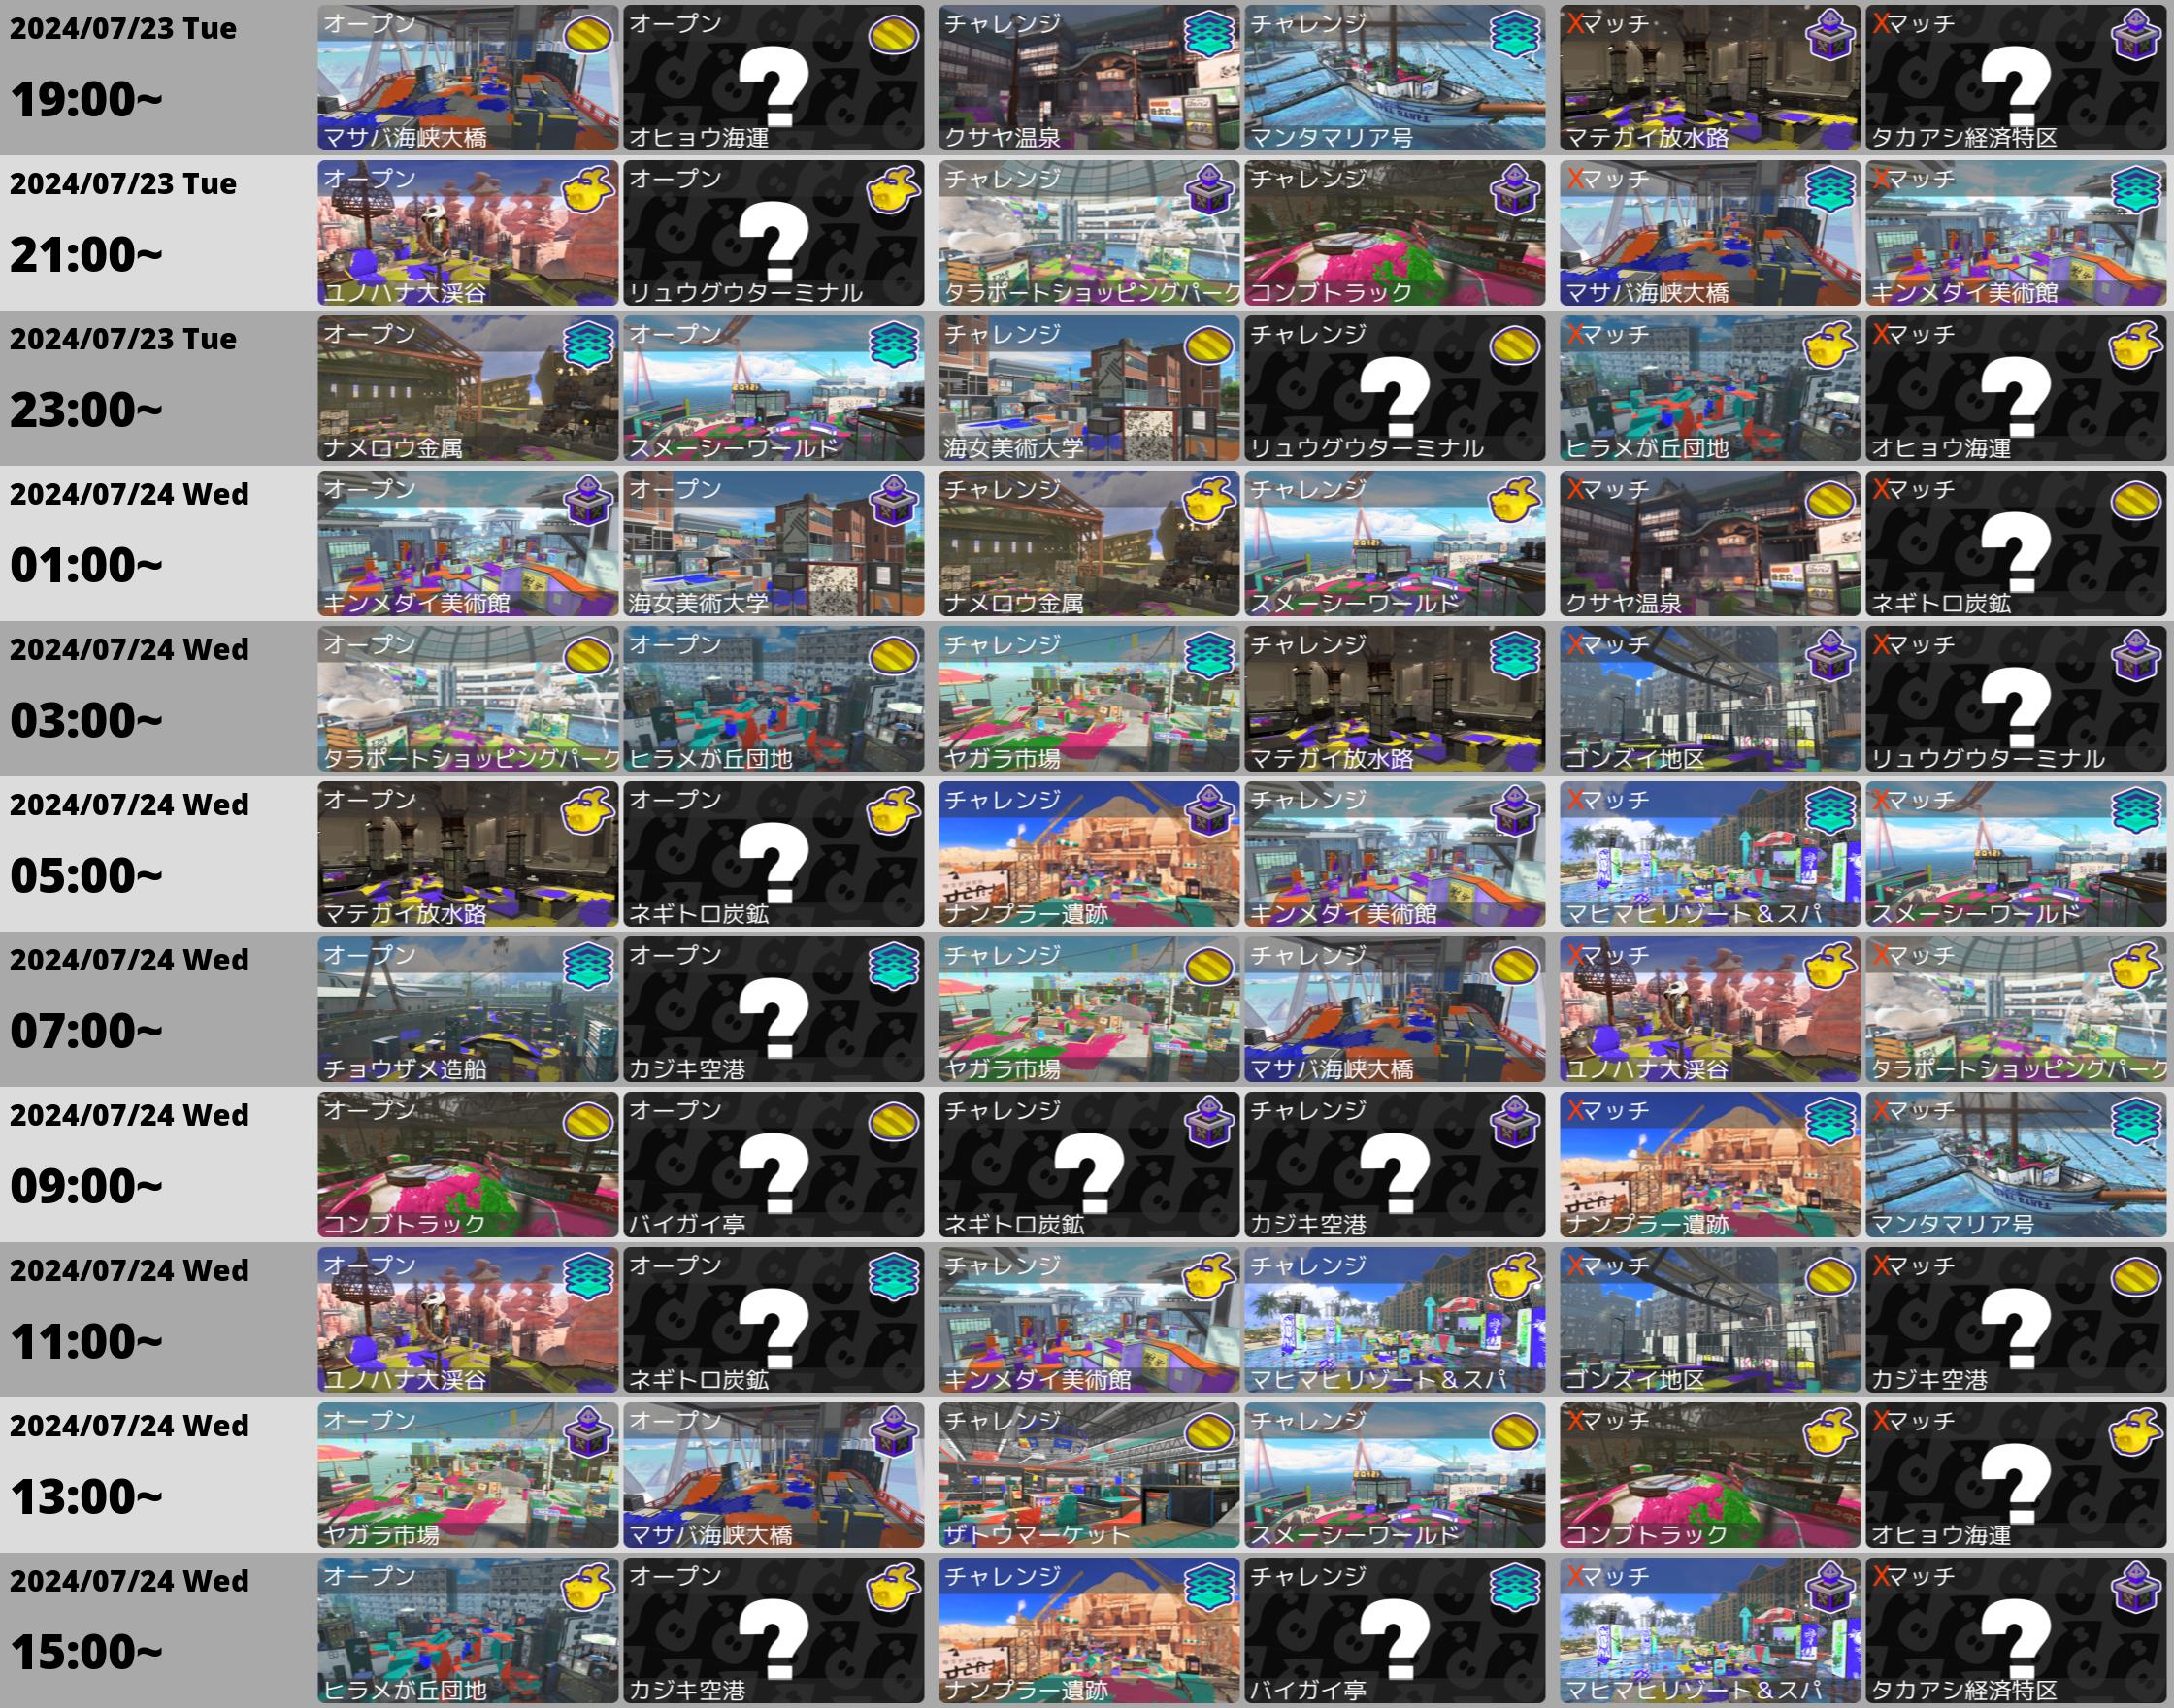 2024/07/23 Tue
19:00~
オープン
マサバ海峡大橋
オープン
オヒョウ海運
チャレンジ
クサヤ温泉
チャレンジ
マンタマリア号
Xマッチ
マテガイ放水路
Xマッチ
タカアシ経済特区
2024/07/23 Tue
21:00~
オープン
ユノハナ大渓谷
オープン
リュウグウターミナル
チャレンジ
タラポートショッピングパーク
チャレンジ
コンブトラック
Xマッチ
マサバ海峡大橋
Xマッチ
キンメダイ美術館
2024/07/23 Tue
23:00~
オープン
ナメロウ金属
オープン
スメーシーワールド
チャレンジ
海女美術大学
チャレンジ
リュウグウターミナル
Xマッチ
ヒラメが丘団地
Xマッチ
オヒョウ海運
2024/07/24 Wed
01:00~
オープン
キンメダイ美術館
オープン
海女美術大学
チャレンジ
ナメロウ金属
チャレンジ
スメーシーワールド
Xマッチ
クサヤ温泉
Xマッチ
ネギトロ炭鉱
2024/07/24 Wed
03:00~
オープン
タラポートショッピングパーク
オープン
ヒラメが丘団地
チャレンジ
ヤガラ市場
チャレンジ
マテガイ放水路
Xマッチ
ゴンズイ地区
Xマッチ
リュウグウターミナル
2024/07/24 Wed
05:00~
オープン
マテガイ放水路
オープン
ネギトロ炭鉱
チャレンジ
ナンプラー遺跡
チャレンジ
キンメダイ美術館
Xマッチ
マヒマヒリゾート&スパ
Xマッチ
スメーシーワールド
2024/07/24 Wed
07:00~
オープン
チョウザメ造船
オープン
カジキ空港
チャレンジ
ヤガラ市場
チャレンジ
マサバ海峡大橋
Xマッチ
ユノハナ大渓谷
Xマッチ
タラポートショッピングパーク
2024/07/24 Wed
09:00~
オープン
コンブトラック
オープン
バイガイ亭
チャレンジ
ネギトロ炭鉱
チャレンジ
カジキ空港
Xマッチ
ナンプラー遺跡
Xマッチ
マンタマリア号
2024/07/24 Wed
11:00~
オープン
ユノハナ大渓谷
オープン
ネギトロ炭鉱
チャレンジ
キンメダイ美術館
チャレンジ
マヒマヒリゾート&スパ
Xマッチ
ゴンズイ地区
Xマッチ
カジキ空港
2024/07/24 Wed
13:00~
オープン
ヤガラ市場
オープン
マサバ海峡大橋
チャレンジ
ザトウマーケット
チャレンジ
スメーシーワールド
Xマッチ
コンブトラック
Xマッチ
オヒョウ海運
2024/07/24 Wed
15:00~
オープン
ヒラメが丘団地
オープン
カジキ空港
チャレンジ
ナンプラー遺跡
チャレンジ
バイガイ亭
Xマッチ
マヒマヒリゾート&スパ
Xマッチ
タカアシ経済特区